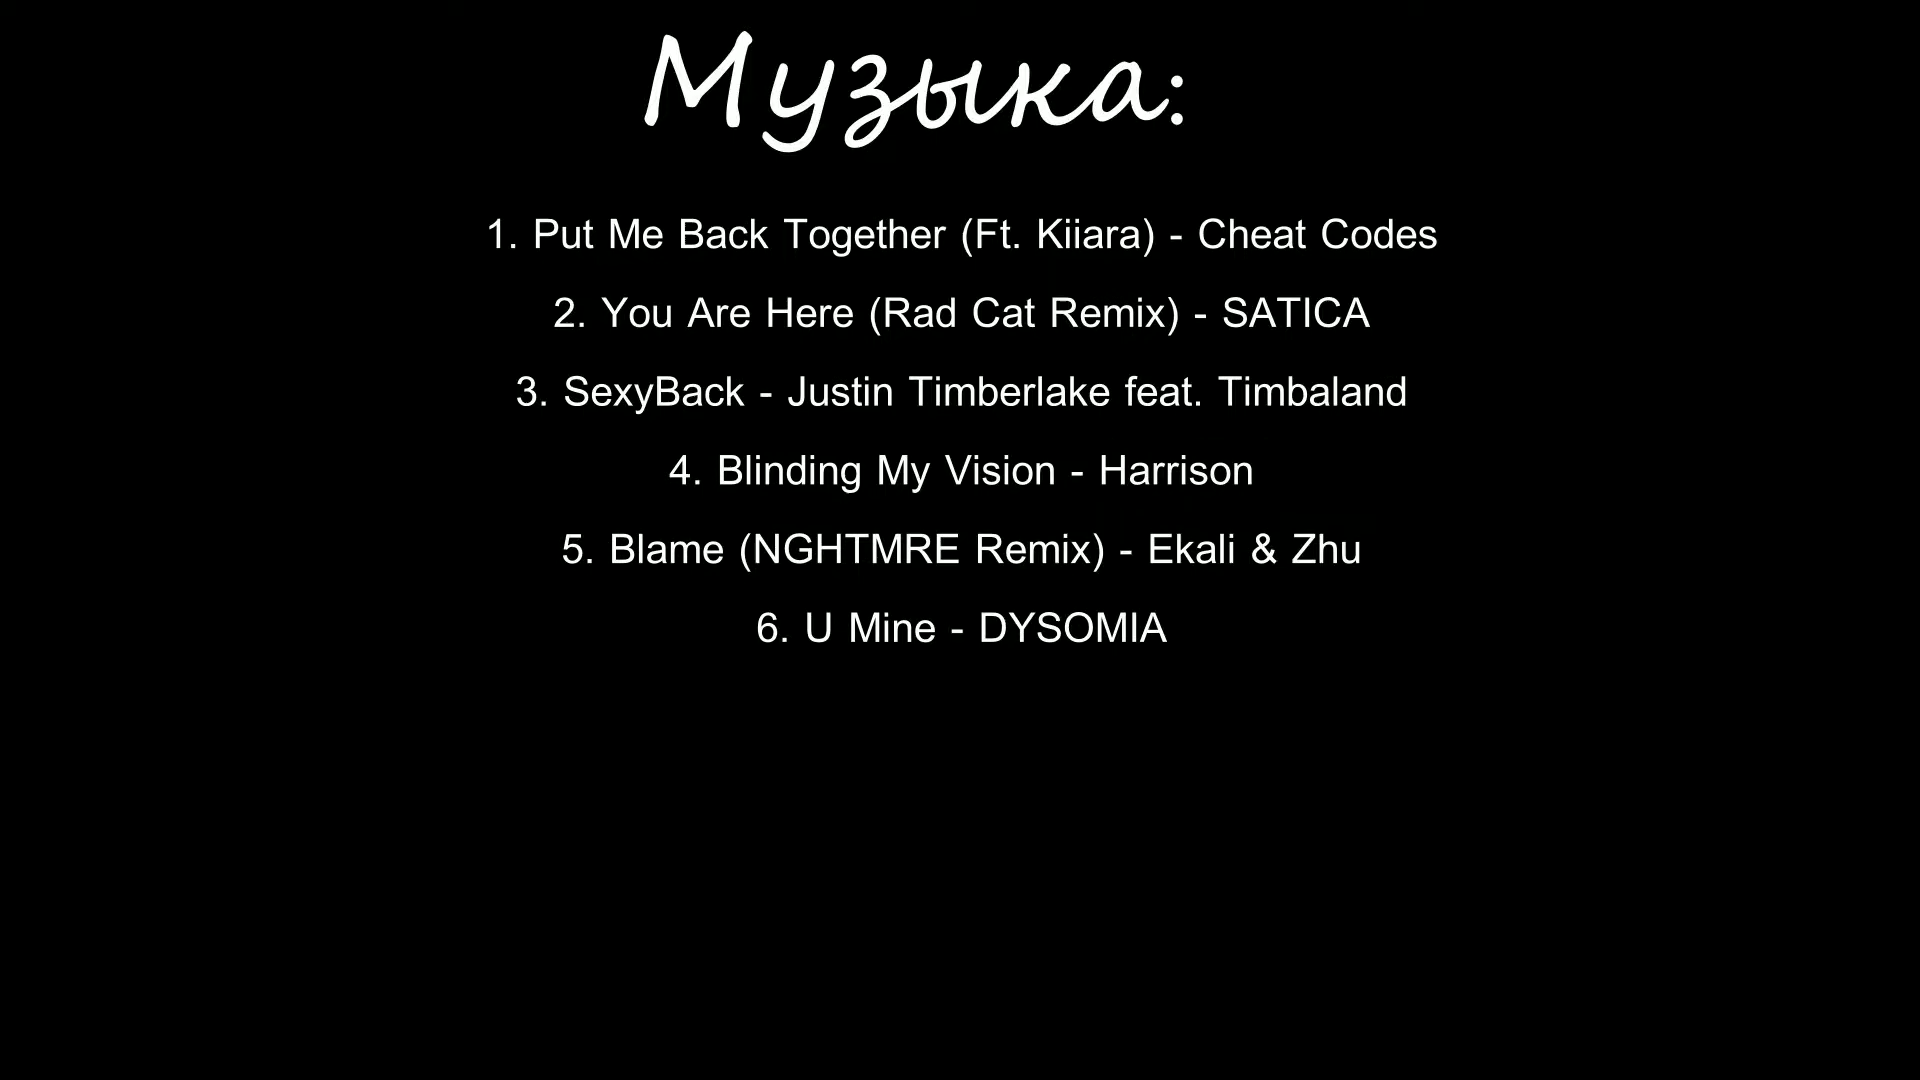 Музыка:
1. Put Me Back Together (Ft. Kiiara) - Cheat Codes
2. You Are Here (Rad Cat Remix) - SATICA
3. SexyBack - Justin Timberlake feat. Timbaland
4. Blinding My Vision - Harrison
5. Blame (NGHTMRE Remix) - Ekali & Zhu
6. U Mine - DYSOMIA